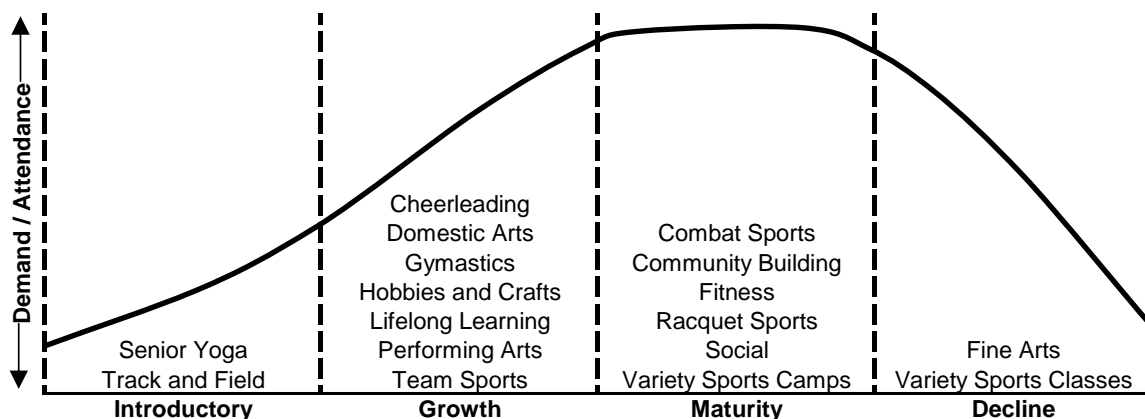 Demand / Attendance
Senior Yoga
Track and Field
Introductory
Cheerleading
Domestic Arts
Gymastics
Hobbies and Crafts
Lifelong Learning
Performing Arts
Team Sports
Growth
Combat Sports
Community Building
Fitness
Racquet Sports
Social
Variety Sports Camps
Maturity
Fine Arts
Variety Sports Classes
Decline